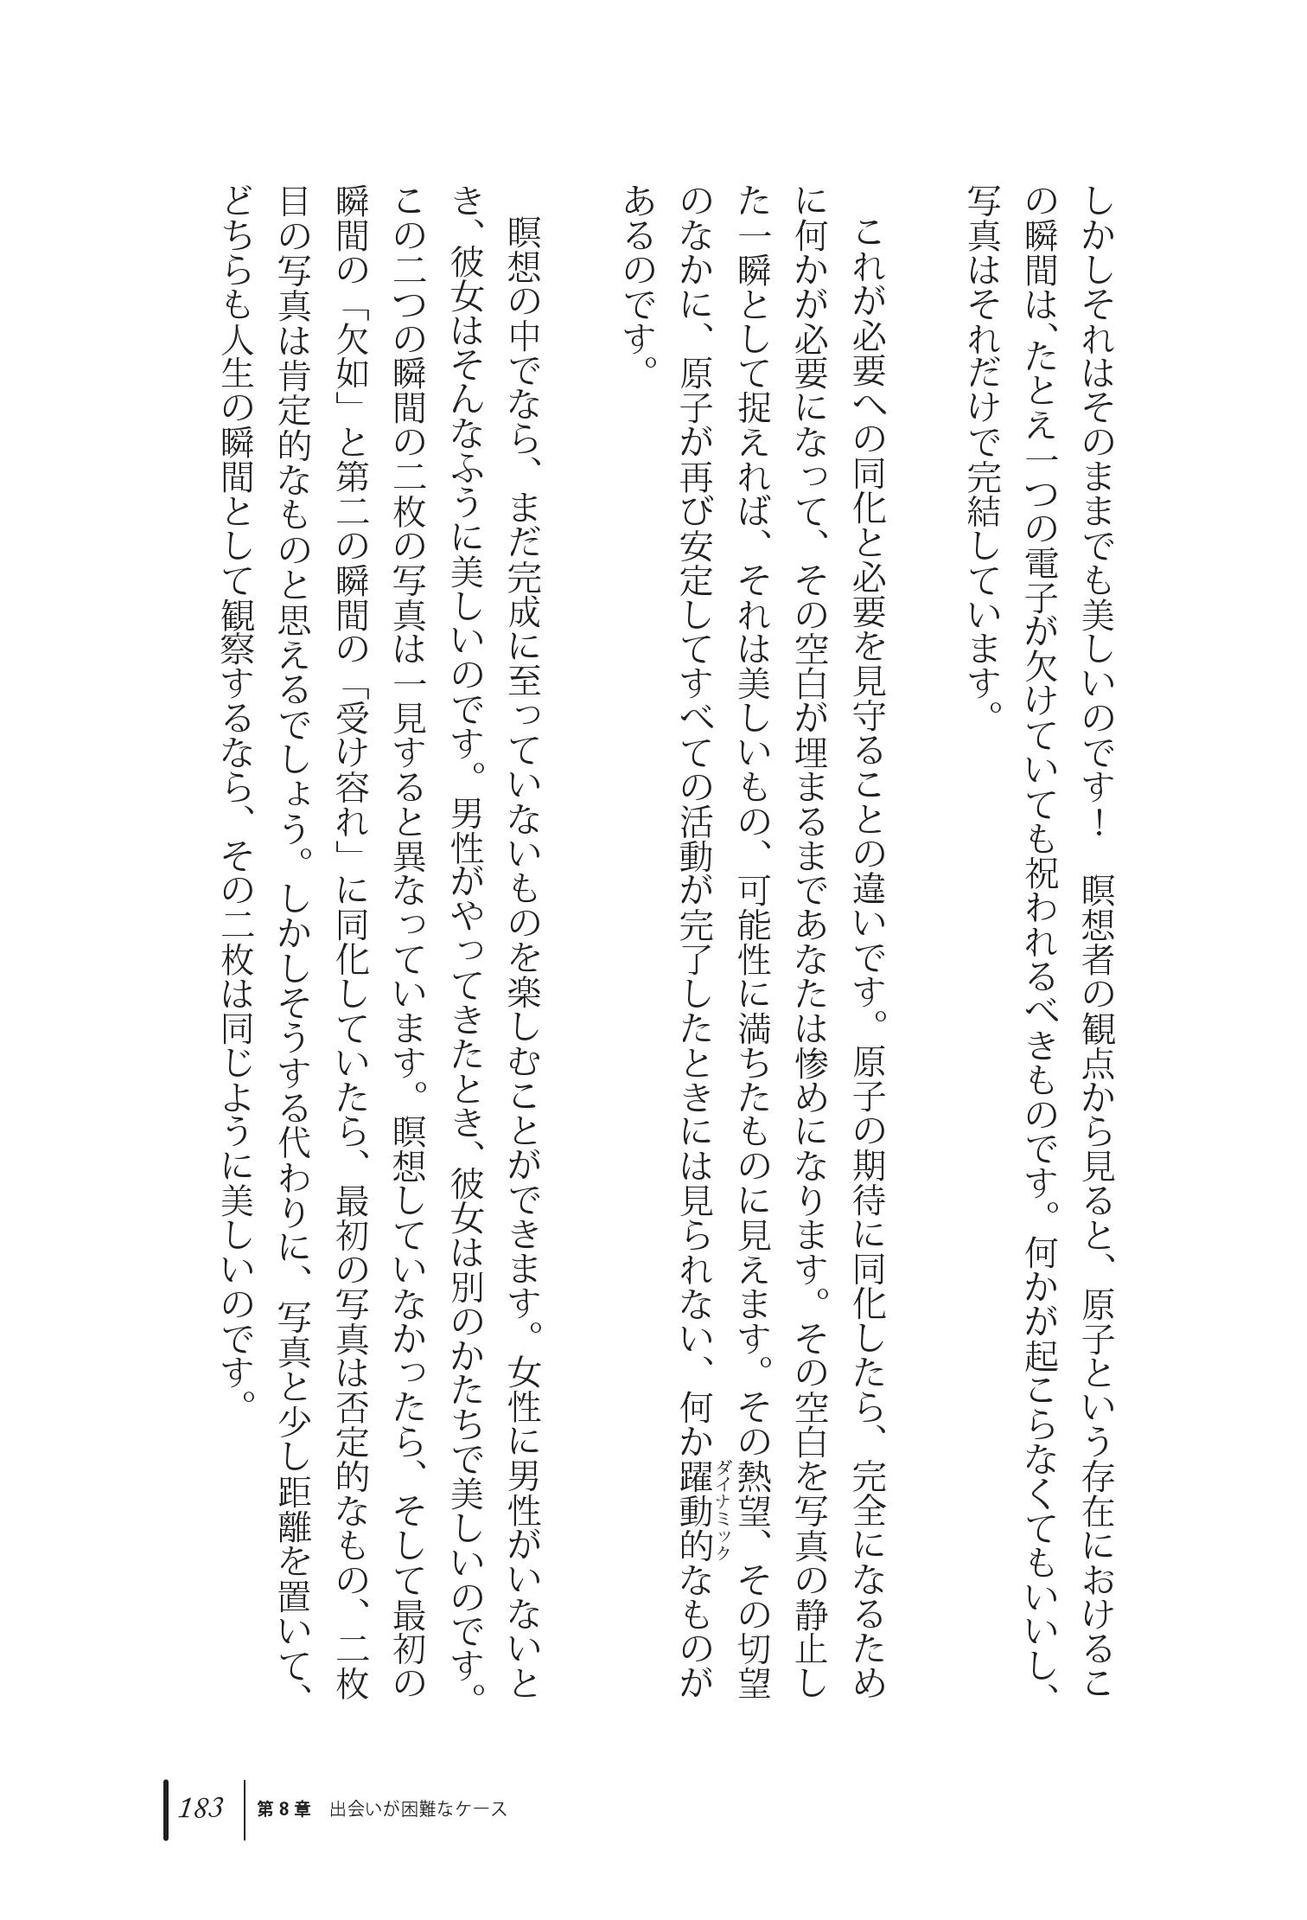 しかしそれはそのままでも美しいのです！　瞑想者の観点から見ると、原子という存在におけるこ
の瞬間は、たとえ一つの電子が欠けていても祝われるべきものです。何かが起こらなくてもいいし、
写真はそれだけで完結しています。
これが必要への同化と必要を見守ることの違いです。原子の期待に同化したら、完全になるため
に何かが必要になって、その空白が埋まるまであなたは惨めになります。その空白を写真の静止し
た一瞬として捉えれば、それは美しいもの、可能性に満ちたものに見えます。その熱望、その切望
のなかに、原子が再び安定してすべての活動が完了したときには見られない、何か躍動的なものが
ダイナミック
あるのです。
瞑想の中でなら、まだ完成に至っていないものを楽しむことができます。女性に男性がいないと
き、彼女はそんなふうに美しいのです。男性がやってきたとき、彼女は別のかたちで美しいのです。
この二つの瞬間の二枚の写真は一見すると異なっています。瞑想していなかったら、そして最初の
瞬間の「欠如」と第二の瞬間の「受け容れ」に同化していたら、最初の写真は否定的なもの、二枚
目の写真は肯定的なものと思えるでしょう。しかしそうする代わりに、写真と少し距離を置いて、
どちらも人生の瞬間として観察するなら、その二枚は同じように美しいのです。
183 第8章　出会いが困難なケース